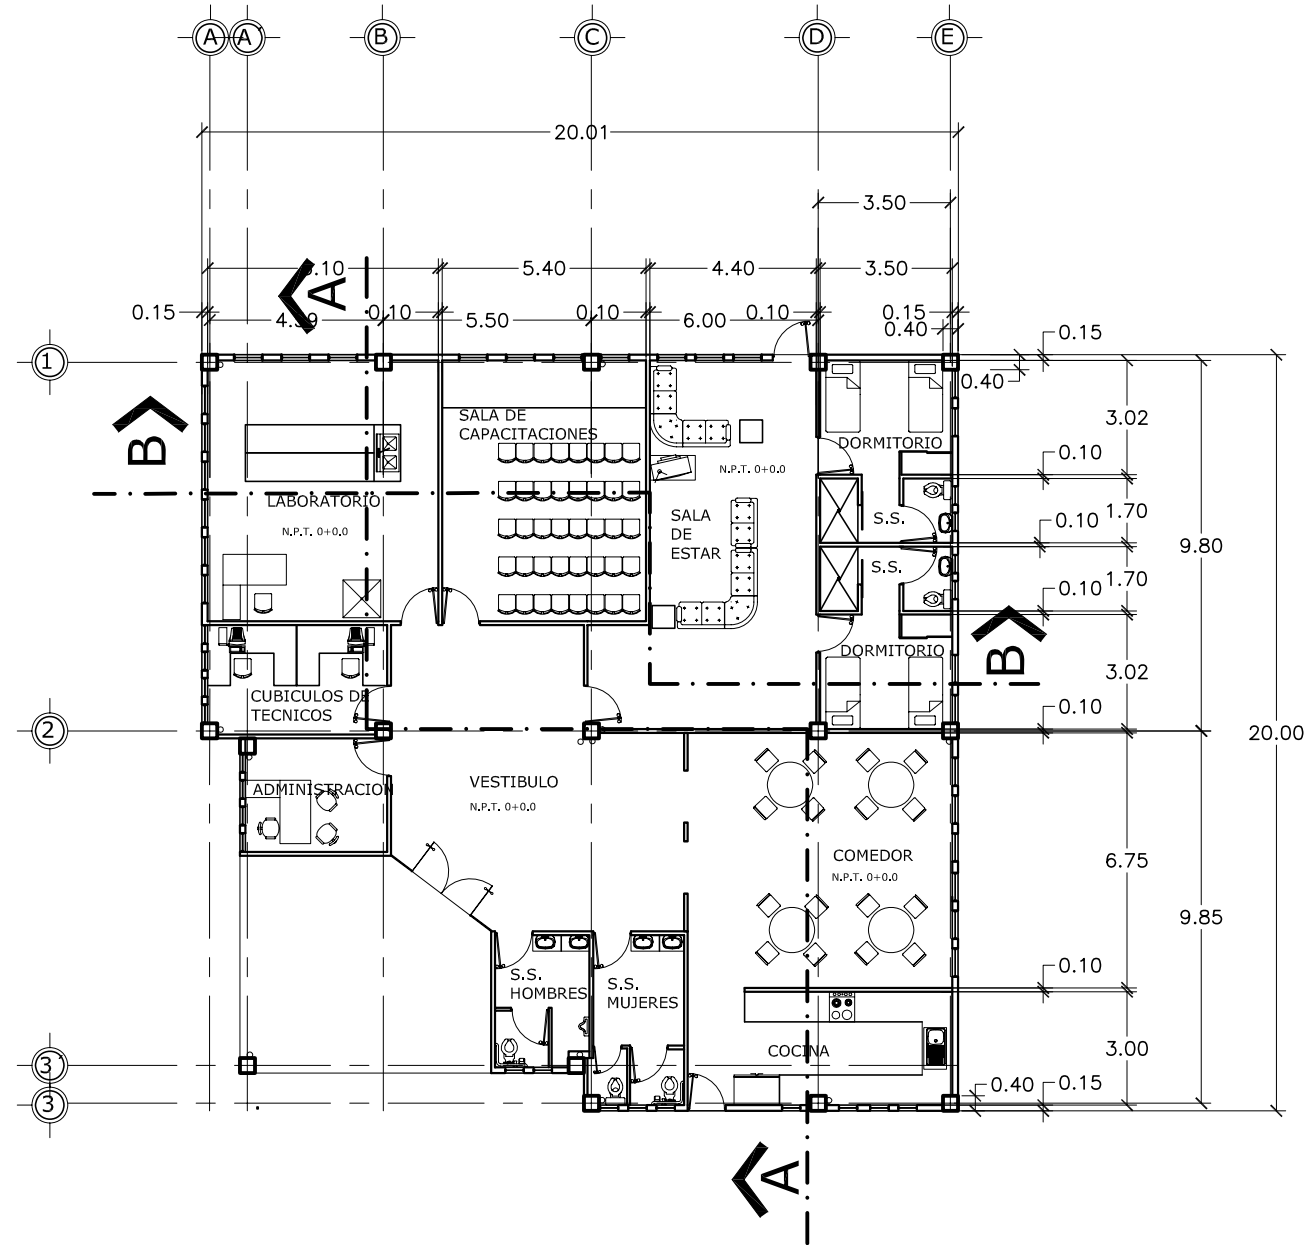 A A´ B C D E
20.01
3.50
5.40 4.40 3.50
0.15 0.10 0.10 0.10 0.15
5.50 6.00 0.40
A
1
0.15
0.40
3.02
B
SALA DE
CAPACITACIONES
DORMITORIO
0.10
N.P.T. 0+0.0
LABORATORIO
N.P.T. 0+0.0
SALA
DE
ESTAR
S.S.
0.10
1.70
9.80
S.S.
0.10
1.70
B
DORMITORIO
3.02
CUBICULOS DE
TECNICOS
0.10
2
20.00
ADMINISTRACION
VESTIBULO
N.P.T. 0+0.0
COMEDOR
N.P.T. 0+0.0
6.75
9.85
S.S.
HOMBRES
S.S.
MUJERES
0.10
COCINA
3.00
3´
0.40
0.15
3
A